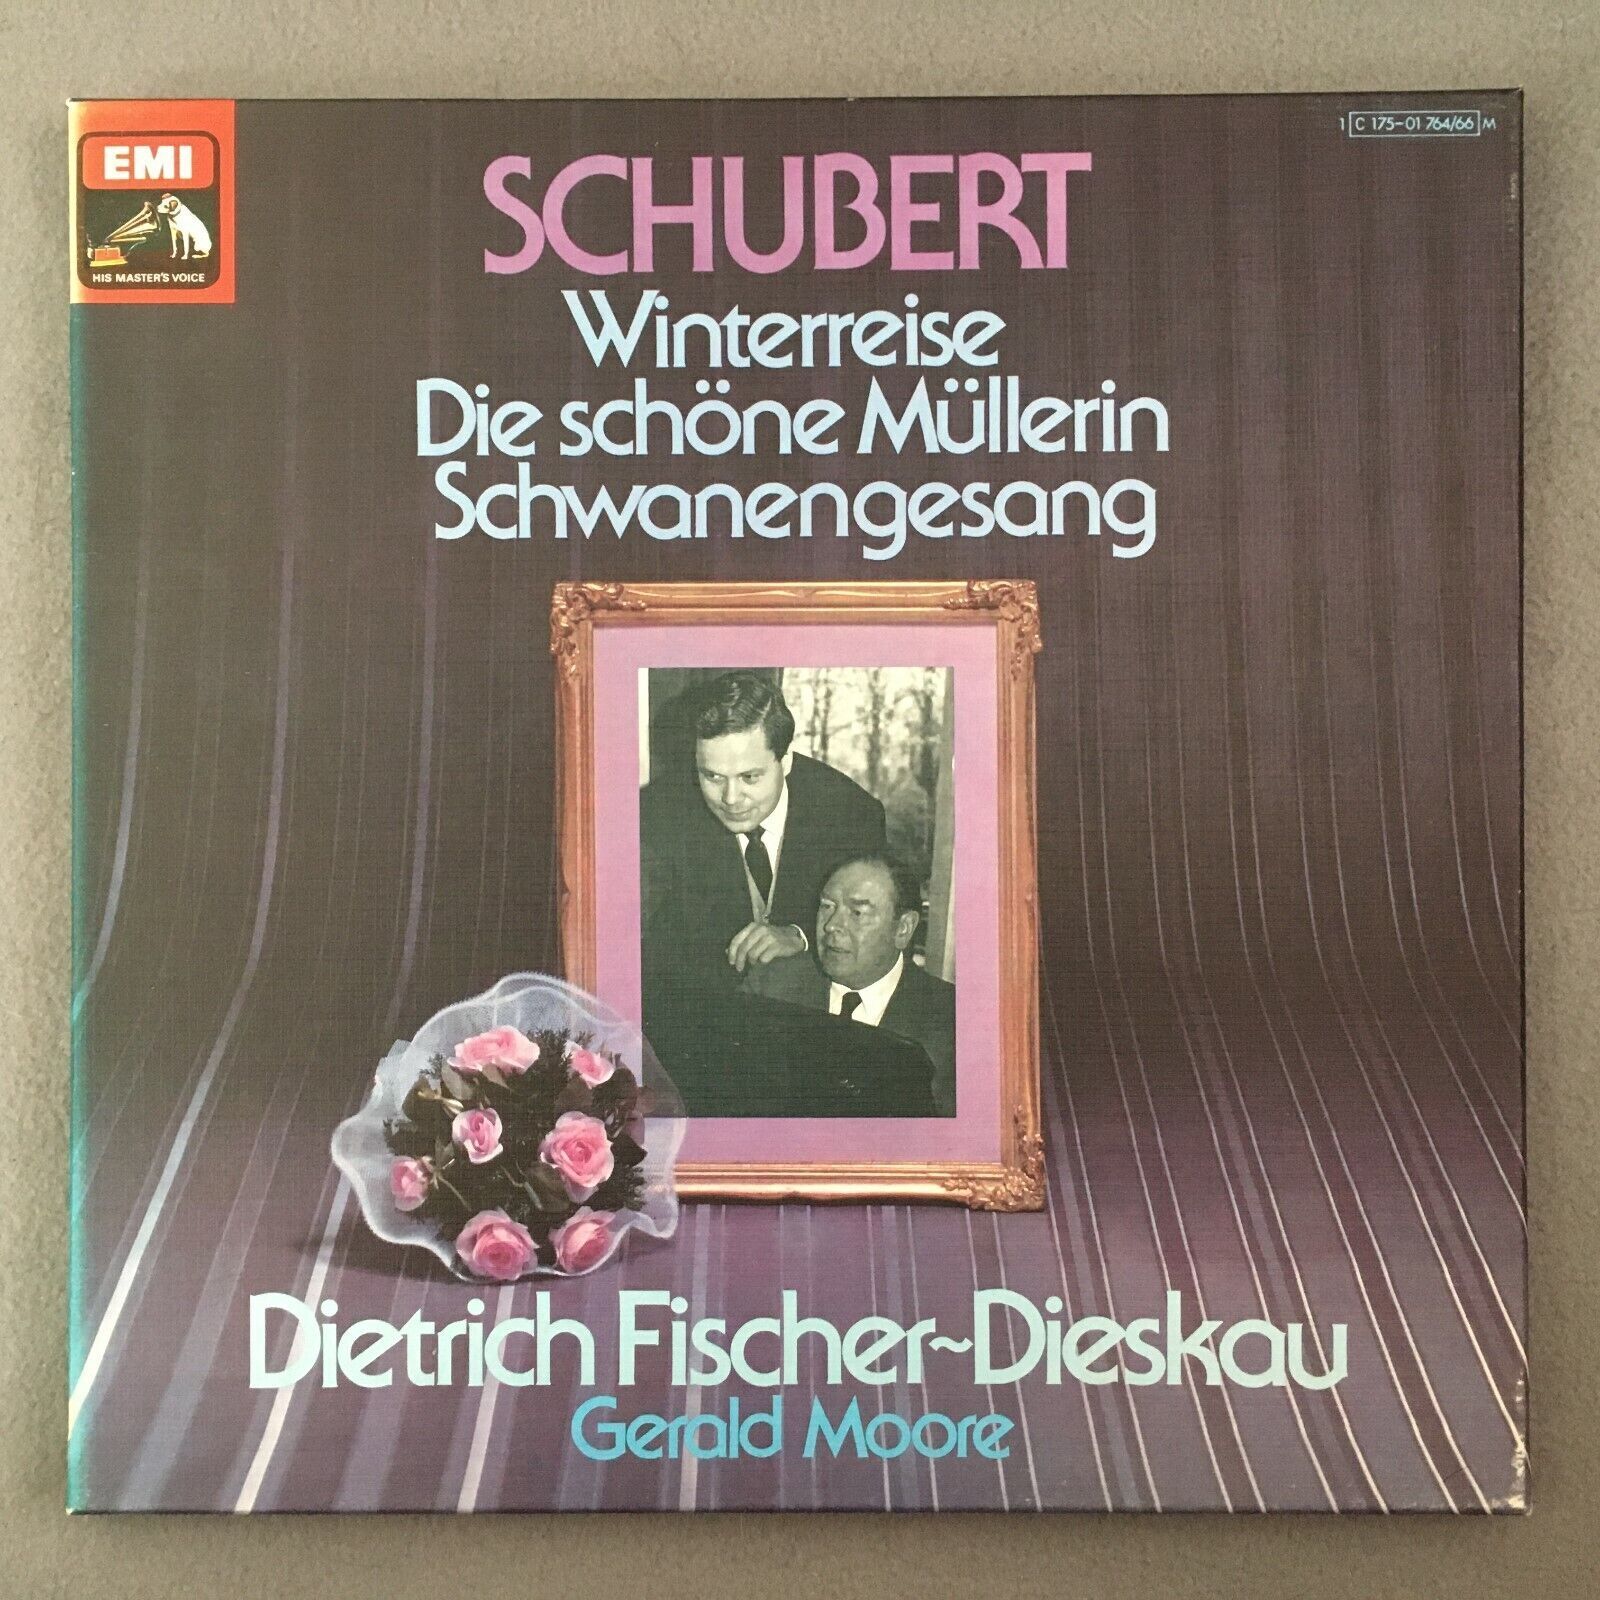 EMI
HIS MASTER'S VOICE
1 C 175-01 764/66 M
SCHUBERT
Winterreise
Die schöne Müllerin
Schwanengesang
Dietrich Fischer~Dieskau
Gerald Moore